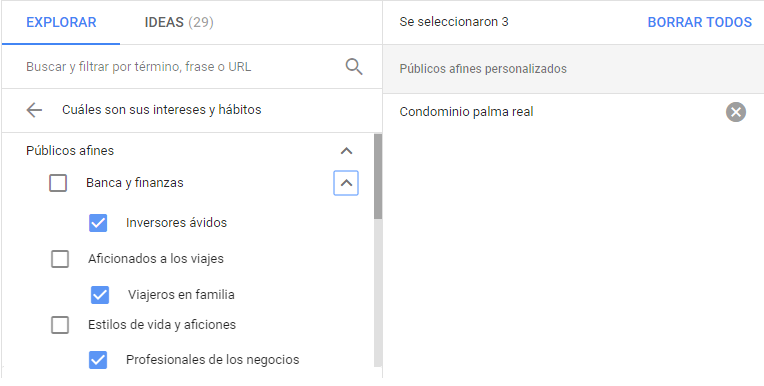 EXPLORAR
IDEAS (29)
Buscar y filtrar por término, frase o URL
Cuáles son sus intereses y hábitos
Públicos afines
Banca y finanzas
Inversores ávidos
Aficionados a los viajes
Viajeros en familia
Estilos de vida y aficiones
Profesionales de los negocios
Se seleccionaron 3
BORRAR TODOS
Públicos afines personalizados
Condominio palma real